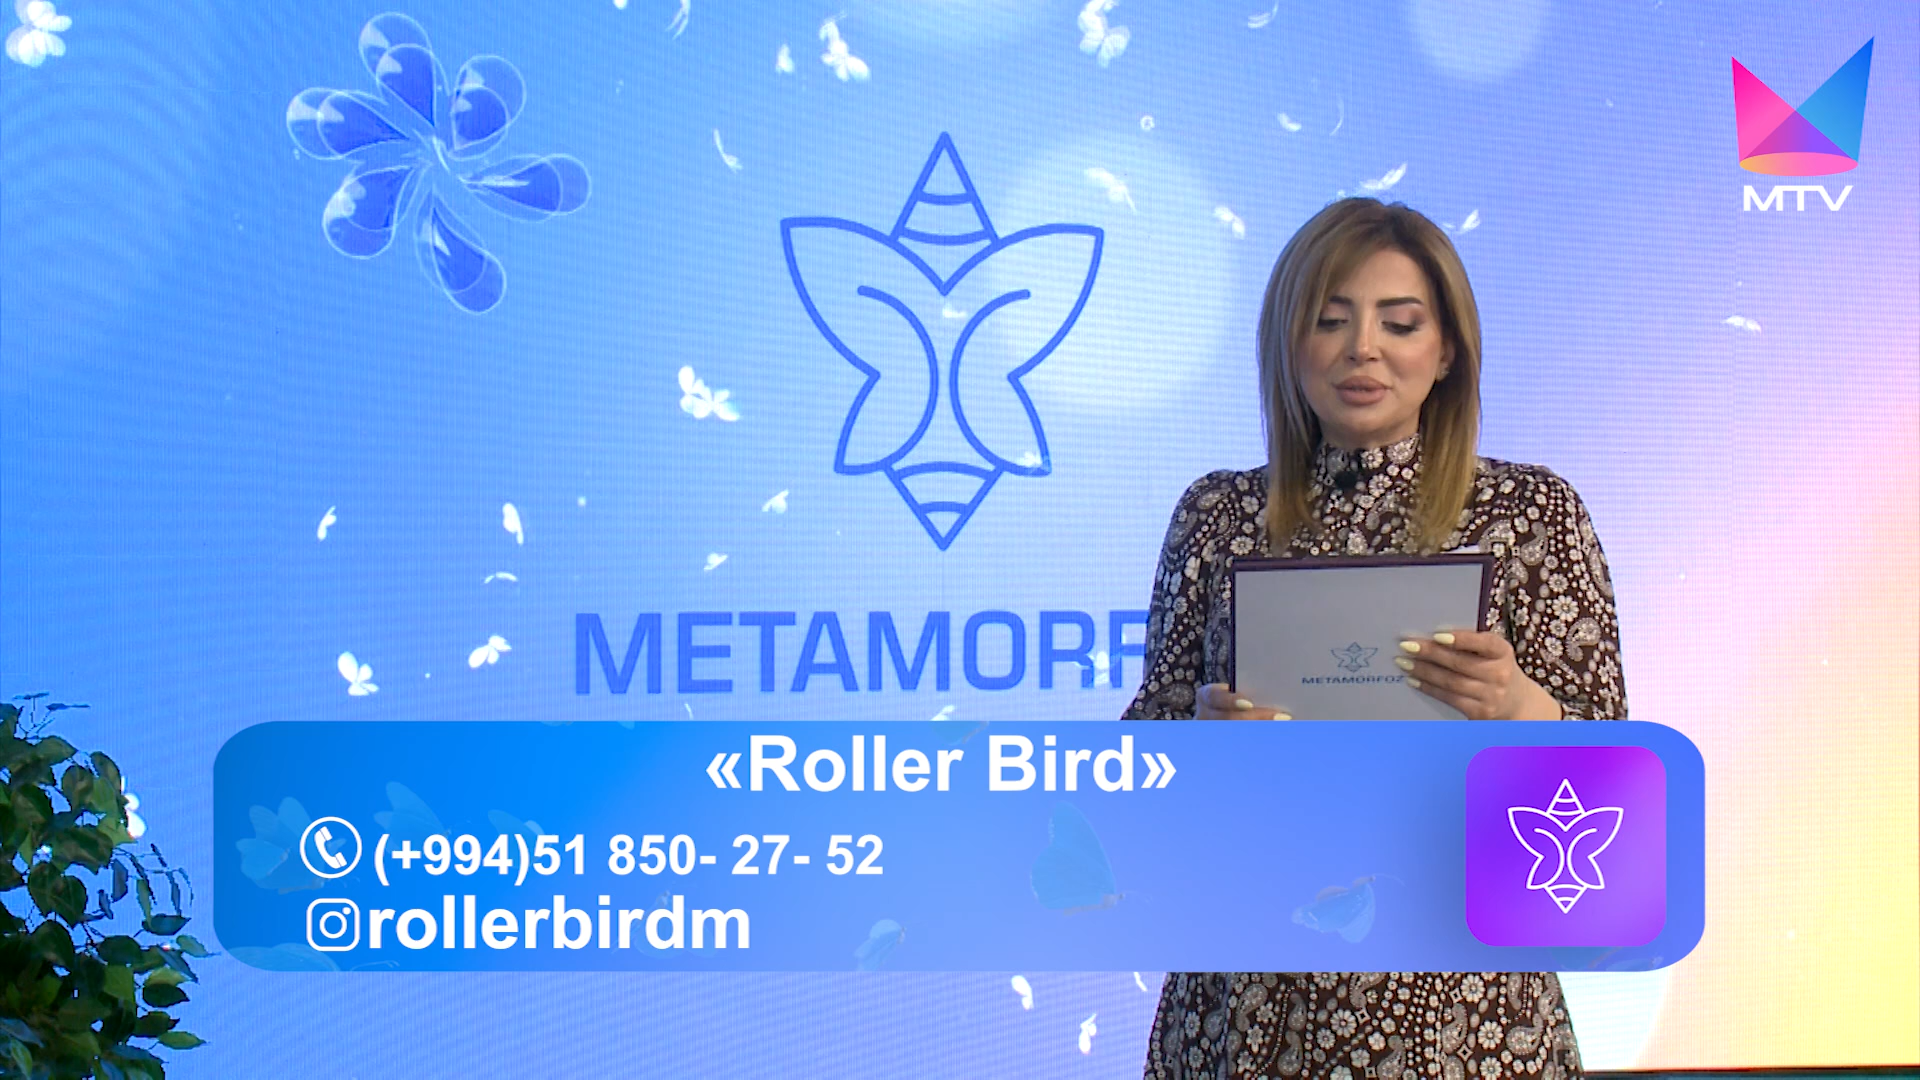 MTV
METAMORF
METAMORFOZ
«Roller Bird»
(+994)51 850- 27- 52
rollerbirdm